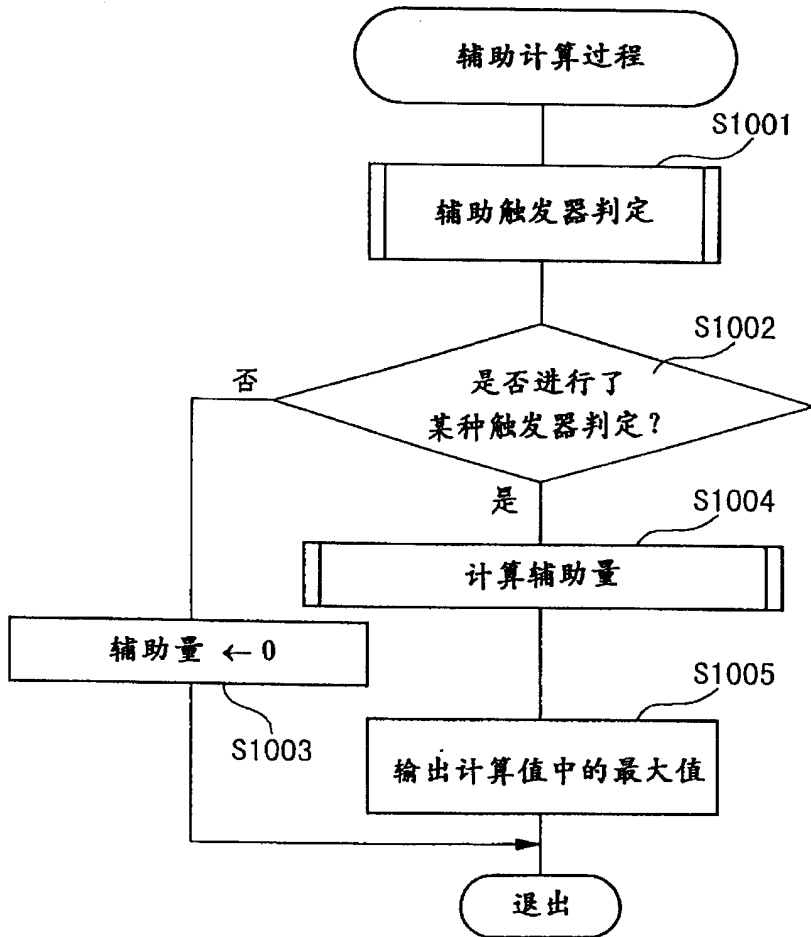 辅助计算过程
S1001
辅助触发器判定
S1002
否
是否进行了
某种触发器判定?
是
S1004
计算辅助量
辅助量 ← 0
S1003
S1005
输出计算值中的最大值
退出